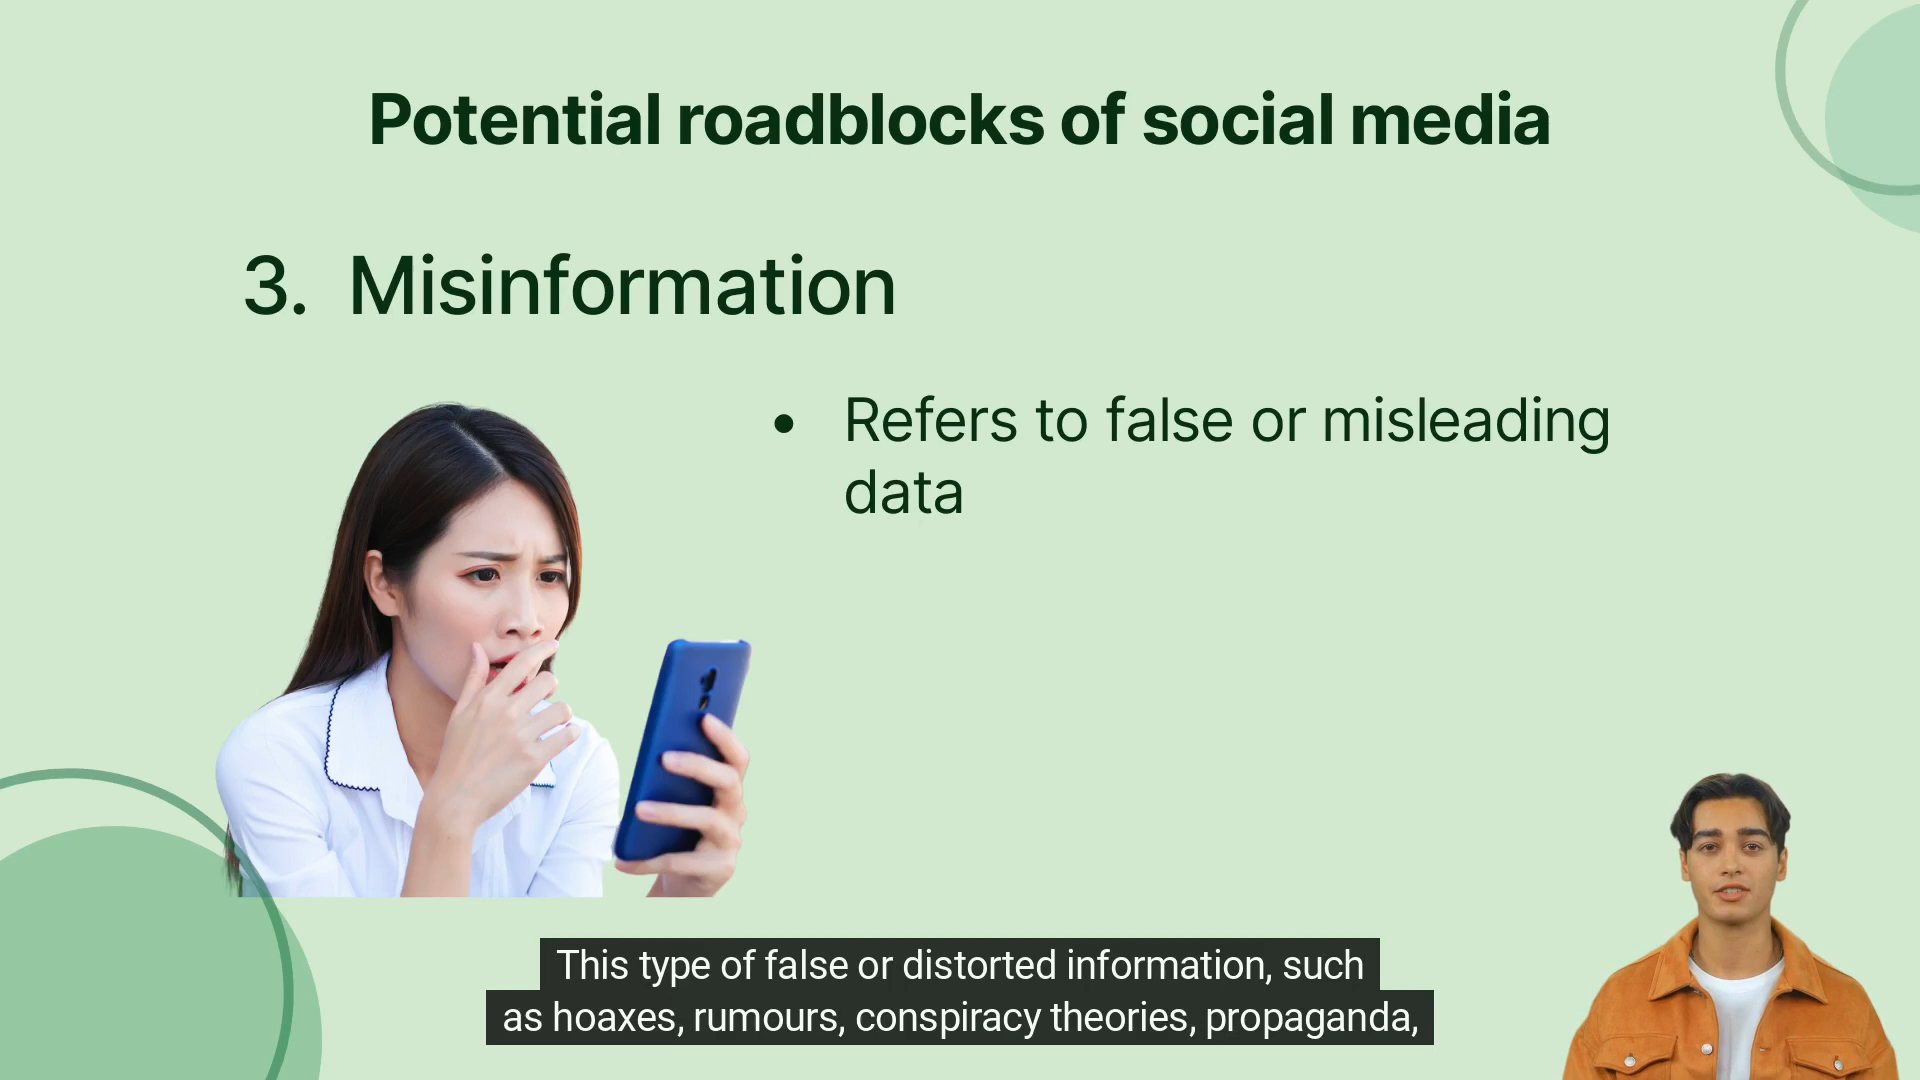 Potential roadblocks of social media
3. Misinformation
• Refers to false or misleading
data
This type of false or distorted information, such
as hoaxes, rumours, conspiracy theories, propaganda,